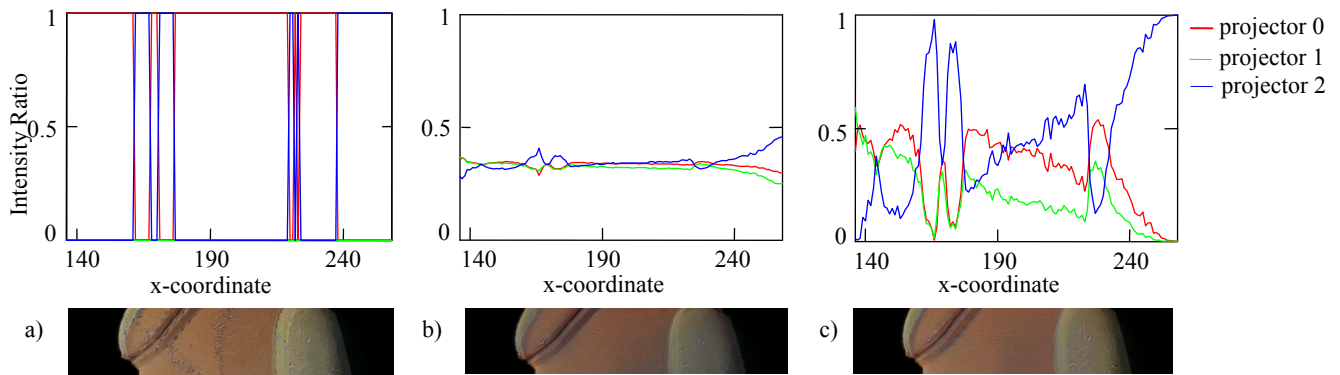 1
0.5
0
Intensity Ratio
140
190
240
x-coordinate
1
0.5
0
140
190
240
x-coordinate
1
0.5
0
140
190
240
x-coordinate
projector 0
projector 1
projector 2
a)
b)
c)